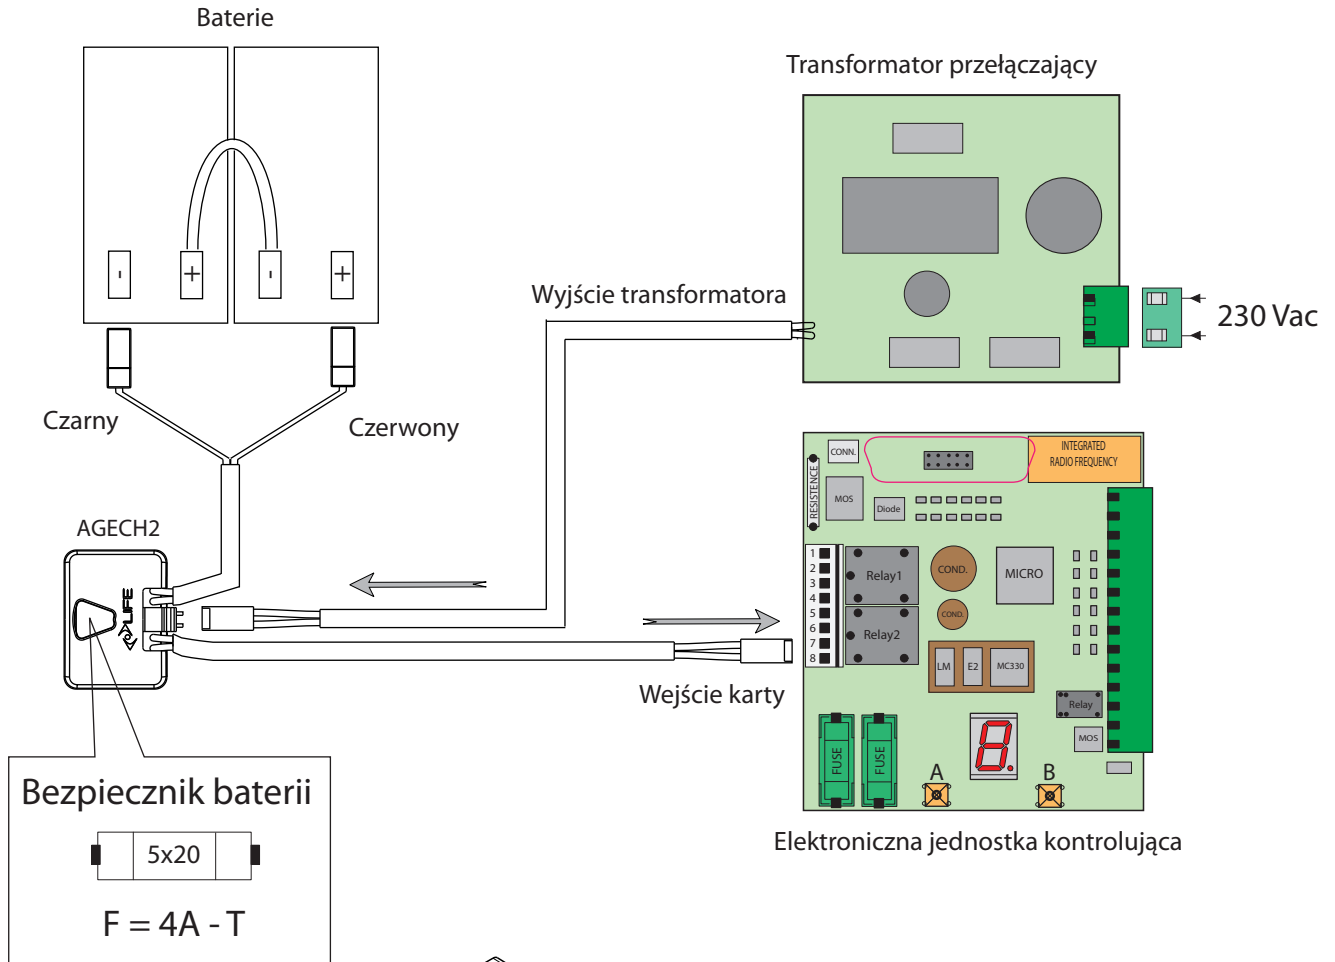 Baterie
Transformator przełączający
-
+
-
+
Wyjście transformatora
230 Vac
Czarny
Czerwony
AGECH2
LIFE
Wejście karty
INTEGRATED
RADIO FREQUENCY
CONN.
RESISTENCE
MOS
Diode
1
2
3
4
5
6
7
8
Relay1
Relay2
COND.
COND.
MICRO
LM
E2
MC330
Relay
MOS
FUSE
FUSE
8.
A
B
Elektroniczna jednostka kontrolująca
Bezpiecznik baterii
5x20
F = 4A - T